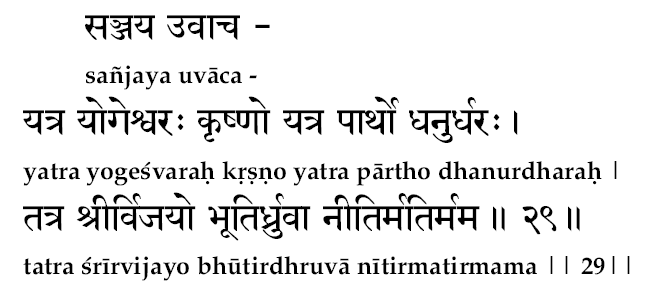 सञ्जय उवाच -
sañjaya uvāca -
यत्र योगेश्वरः कृष्णो यत्र पार्थो धनुर्धरः।
yatra yogeśvaraḥ kṛṣṇo yatra pārtho dhanurdharaḥ |
तत्र श्रीर्विजयो भूतिर्ध्रुवा नीतिर्मतिर्मम ॥ २९ ॥
tatra śrīrvijayo bhūtirdhruvā nītirmatirmama || 29||